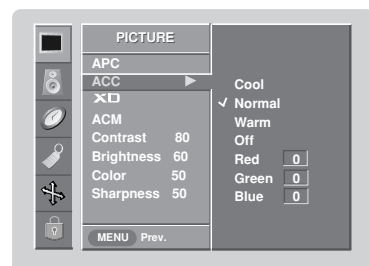 PICTURE
APC
ACC
XD
ACM
Contrast 80
Brightness 60
Color 50
Sharpness 50
MENU Prev.
Cool
Normal
Warm
Off
Red 0
Green 0
Blue 0